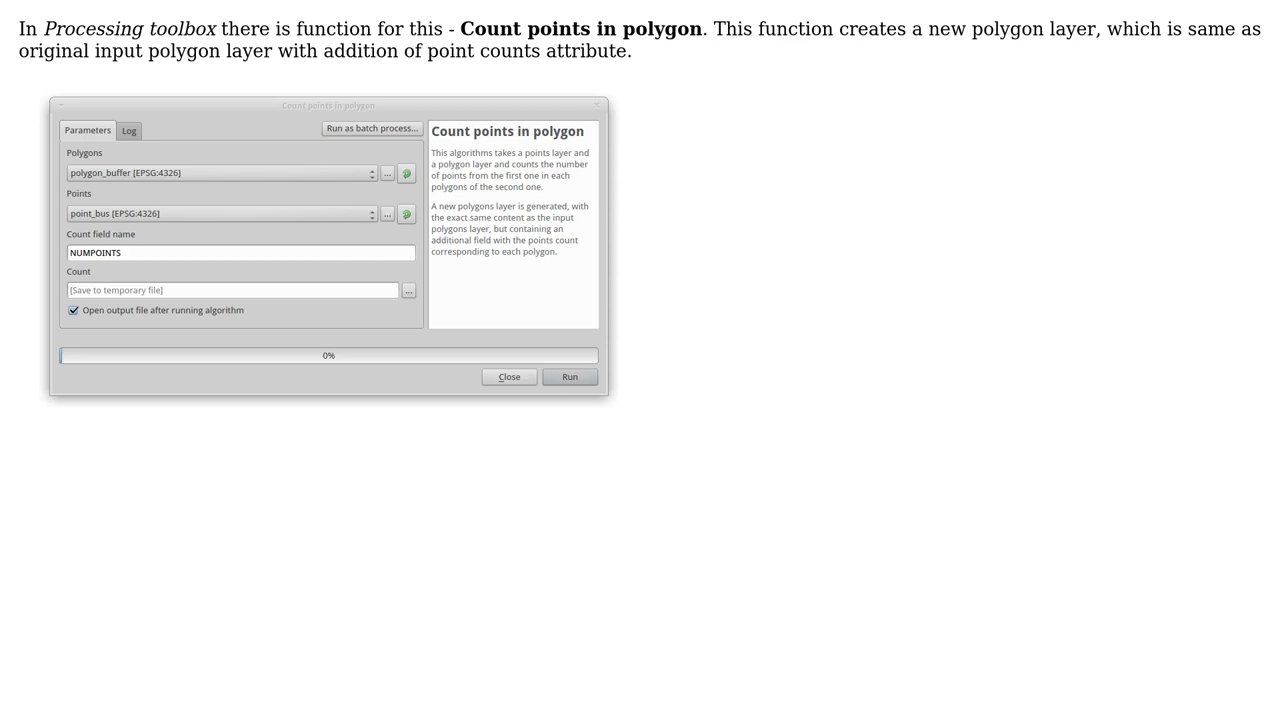 In Processing toolbox there is function for this - Count points in polygon. This function creates a new polygon layer, which is same as
original input polygon layer with addition of point counts attribute.
Count points in polygon
Parameters
Log
Run as batch process...
Polygons
polygon_buffer [EPSG:4326]
...
Points
point_bus [EPSG:4326]
...
Count field name
NUMPOINTS
Count
[Save to temporary file]
...
Open output file after running algorithm
Count points in polygon
This algorithms takes a points layer and
a polygon layer and counts the number
of points from the first one in each
polygons of the second one.
A new polygons layer is generated, with
the exact same content as the input
polygons layer, but containing an
additional field with the points count
corresponding to each polygon.
0%
Close
Run